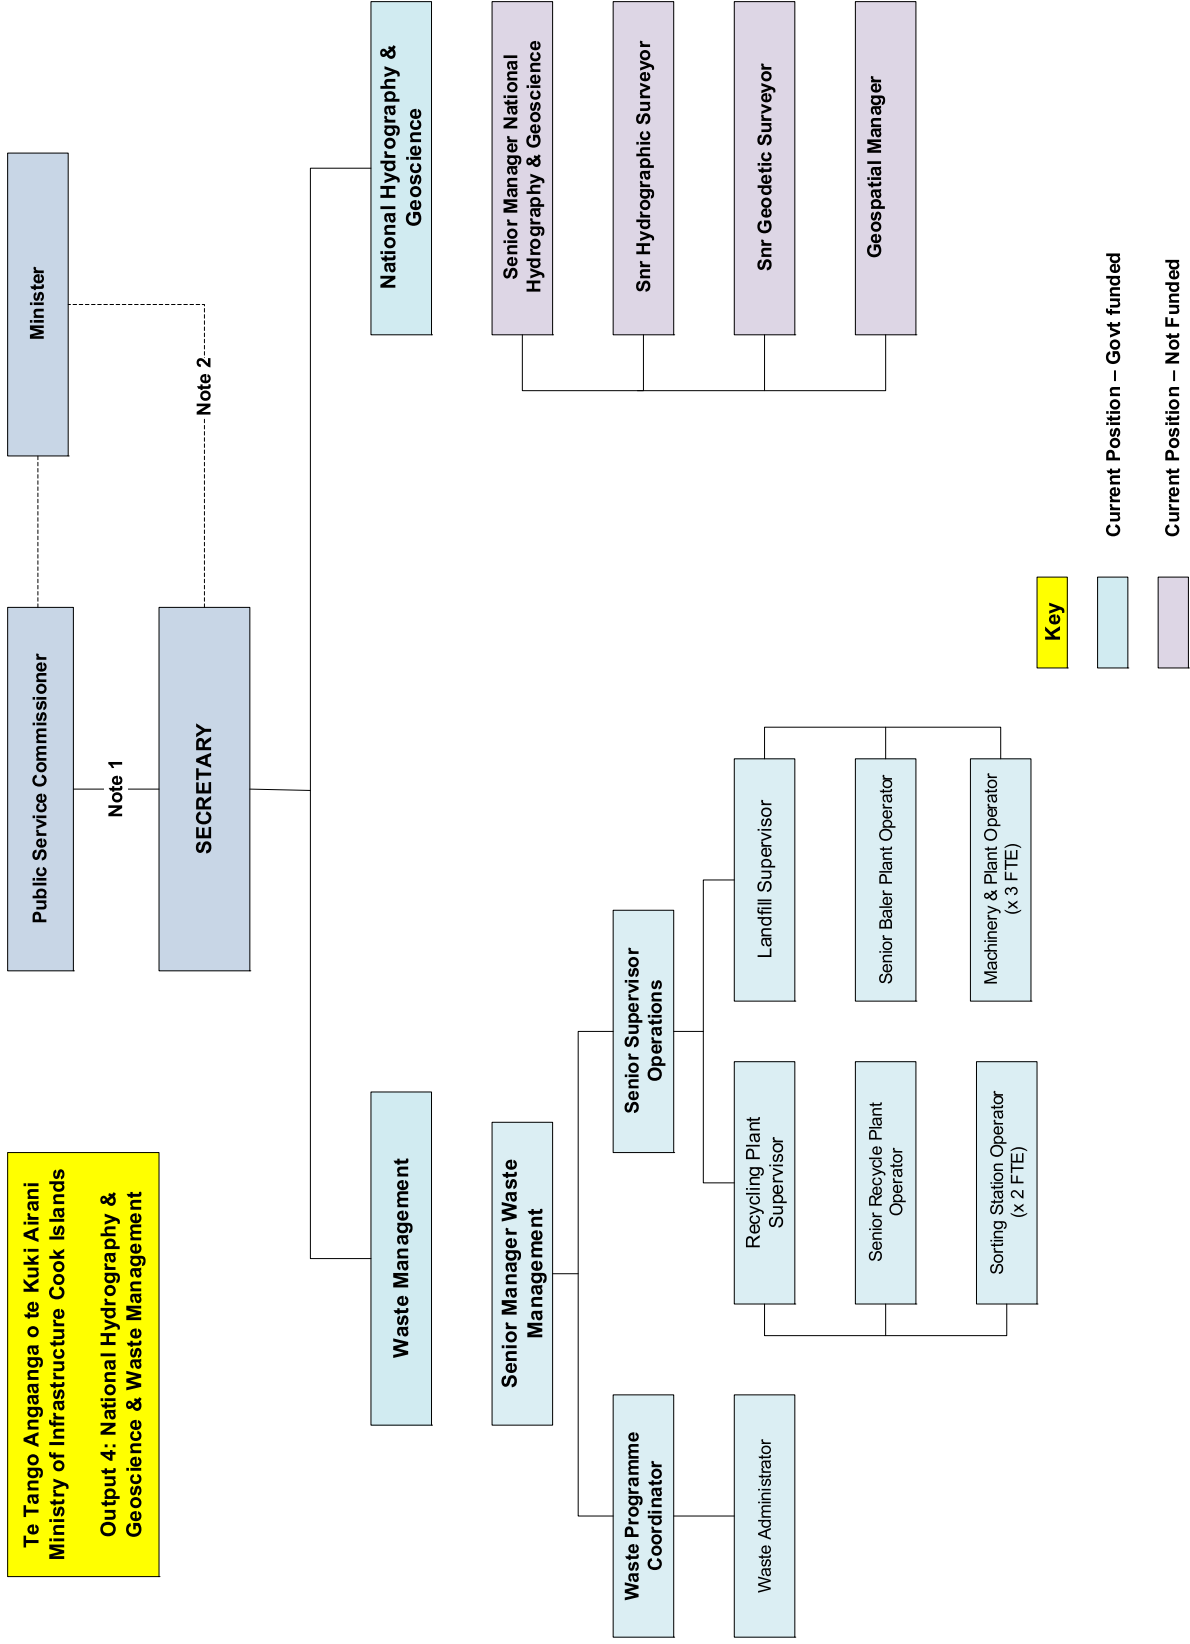 Te Tango Angaanga o te Kuki Airani
Ministry of Infrastructure Cook Islands
Output 4: National Hydrography &
Geoscience & Waste Management
Public Service Commissioner
Minister
Note 1
Note 2
SECRETARY
Waste Management
National Hydrography &
Geoscience
Senior Manager Waste
Management
Senior Manager National
Hydrography & Geoscience
Waste Programme
Coordinator
Senior Supervisor
Operations
Snr Hydrographic Surveyor
Waste Administrator
Recycling Plant
Supervisor
Landfill Supervisor
Snr Geodetic Surveyor
Senior Recycle Plant
Operator
Senior Baler Plant Operator
Geospatial Manager
Sorting Station Operator
(x 2 FTE)
Machinery & Plant Operator
(x 3 FTE)
Key
Current Position – Govt funded
Current Position – Not Funded